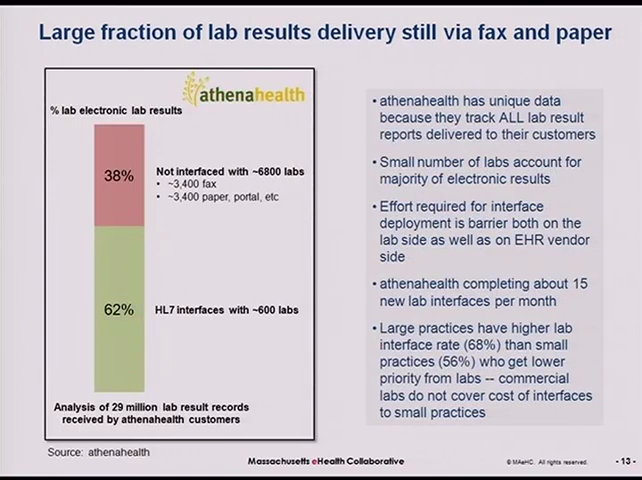 Large fraction of lab results delivery still via fax and paper
athenahealth
% lab electronic lab results
38%
Not interfaced with ~6800 labs
• ~3,400 fax
• ~3,400 paper, portal, etc
62%
HL7 interfaces with ~600 labs
Analysis of 29 million lab result records
received by athenahealth customers
Source: athenahealth
• athenahealth has unique data
because they track ALL lab result
reports delivered to their customers
• Small number of labs account for
majority of electronic results
• Effort required for interface
deployment is barrier both on the
lab side as well as on EHR vendor
side
• athenahealth completing about 15
new lab interfaces per month
• Large practices have higher lab
interface rate (68%) than small
practices (56%) who get lower
priority from labs -- commercial
labs do not cover cost of interfaces
to small practices
Massachusetts eHealth Collaborative
© MAeHC. All rights reserved.
- 13 -